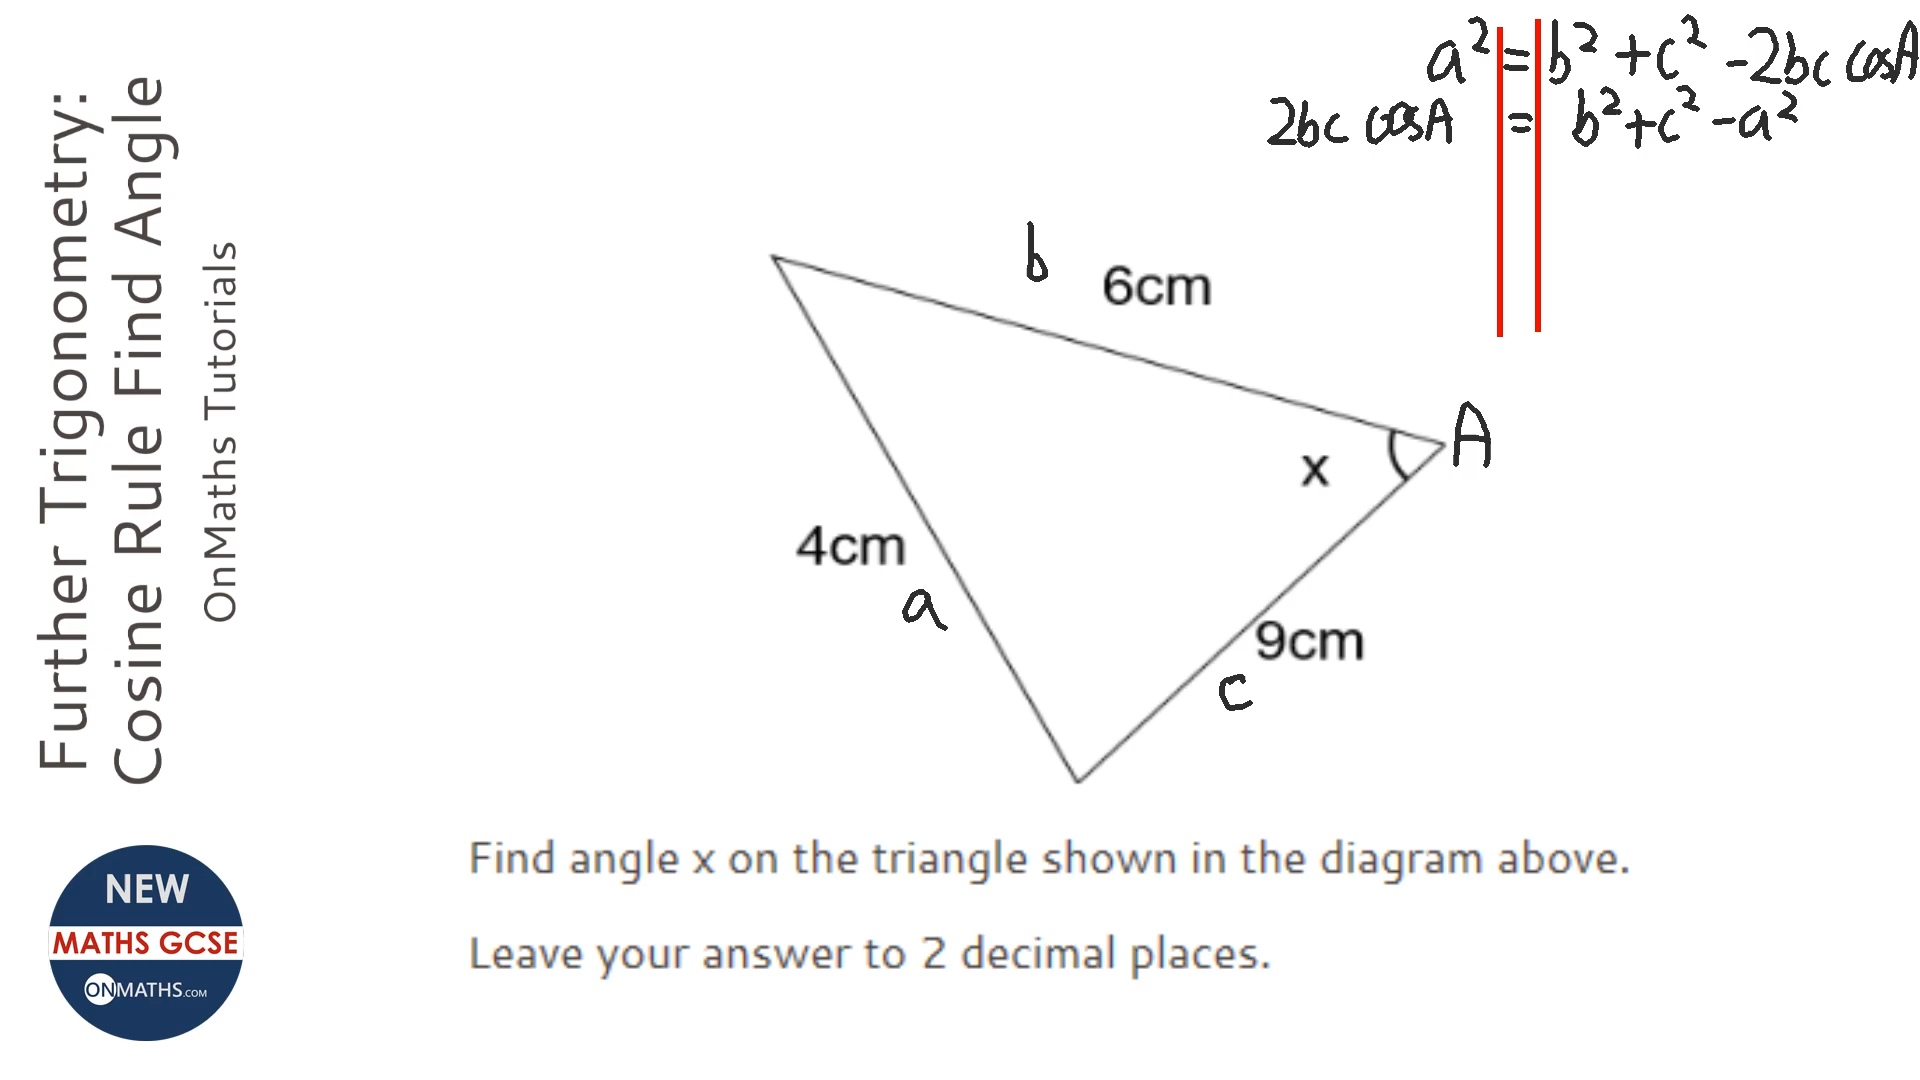 Further Trigonometry:
Cosine Rule Find Angle
OnMaths Tutorials
a² = b² + c² - 2bc cosA
2bc cosA = b² + c² - a²
b
6cm
A
x
4cm
a
9cm
c
Find angle x on the triangle shown in the diagram above.
Leave your answer to 2 decimal places.
NEW
MATHS GCSE
ONMATHS.COM